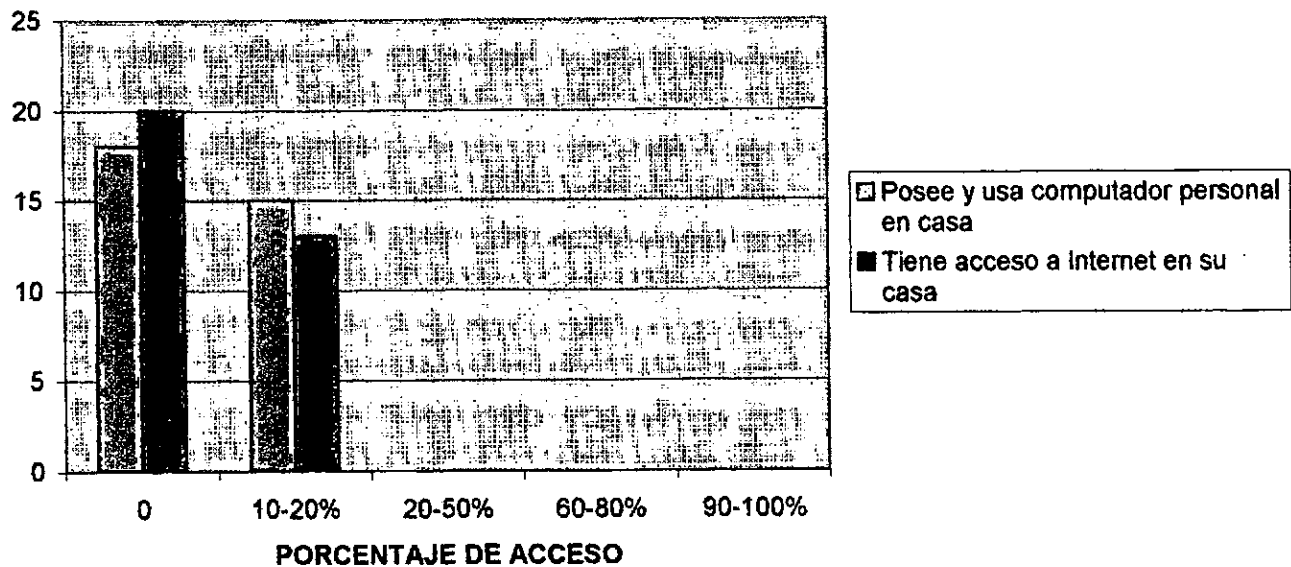 25
20
15
10
5
0
0
10-20%
20-50%
60-80%
90-100%
PORCENTAJE DE ACCESO
Posee y usa computador personal
en casa
Tiene acceso a Internet en su
casa